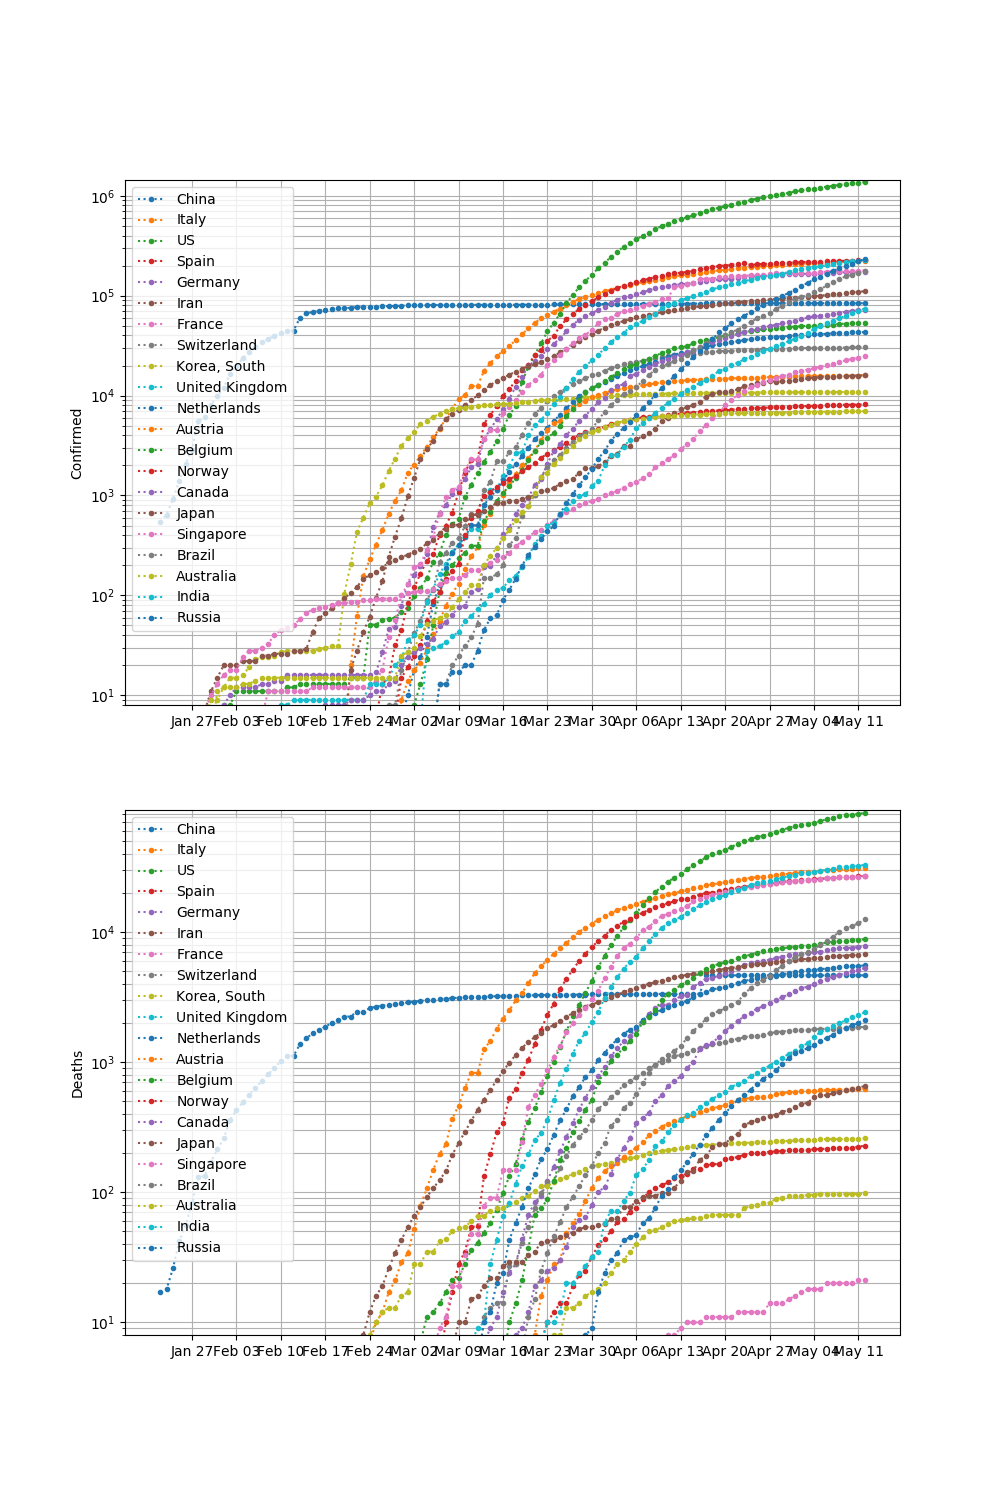 10⁶
10⁵
10⁴
10³
10²
10¹
Confirmed
China
Italy
US
Spain
Germany
Iran
France
Switzerland
Korea, South
United Kingdom
Netherlands
Austria
Belgium
Norway
Canada
Japan
Singapore
Brazil
Australia
India
Russia
Jan 27 Feb 03 Feb 10 Feb 17 Feb 24 Mar 02 Mar 09 Mar 16 Mar 23 Mar 30 Apr 06 Apr 13 Apr 20 Apr 27 May 04 May 11
10⁴
10³
10²
10¹
Deaths
China
Italy
US
Spain
Germany
Iran
France
Switzerland
Korea, South
United Kingdom
Netherlands
Austria
Belgium
Norway
Canada
Japan
Singapore
Brazil
Australia
India
Russia
Jan 27 Feb 03 Feb 10 Feb 17 Feb 24 Mar 02 Mar 09 Mar 16 Mar 23 Mar 30 Apr 06 Apr 13 Apr 20 Apr 27 May 04 May 11